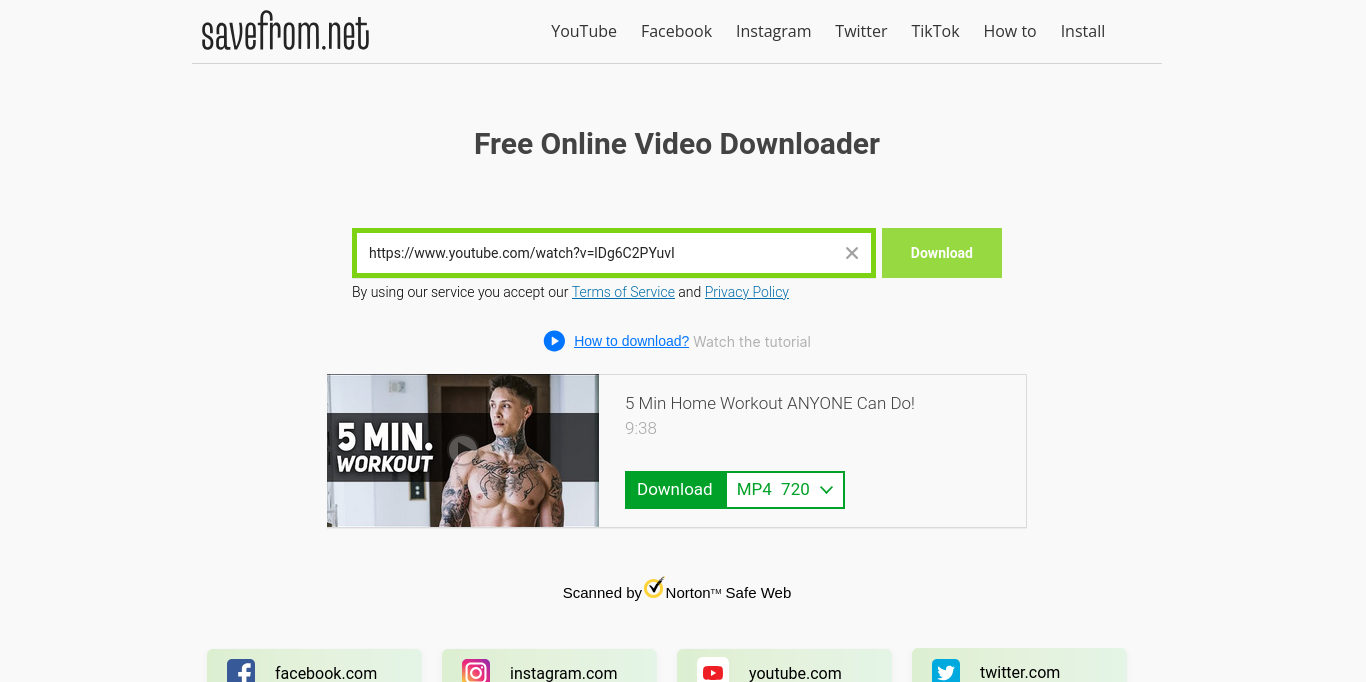 savefrom.net
YouTube Facebook Instagram Twitter TikTok How to Install
Free Online Video Downloader
https://www.youtube.com/watch?v=lDg6C2PYuvI
Download
By using our service you accept our Terms of Service and Privacy Policy
How to download? Watch the tutorial
5 MIN.
WORKOUT
5 Min Home Workout ANYONE Can Do!
9:38
Download MP4 720
Scanned by Norton™ Safe Web
facebook.com instagram.com youtube.com twitter.com